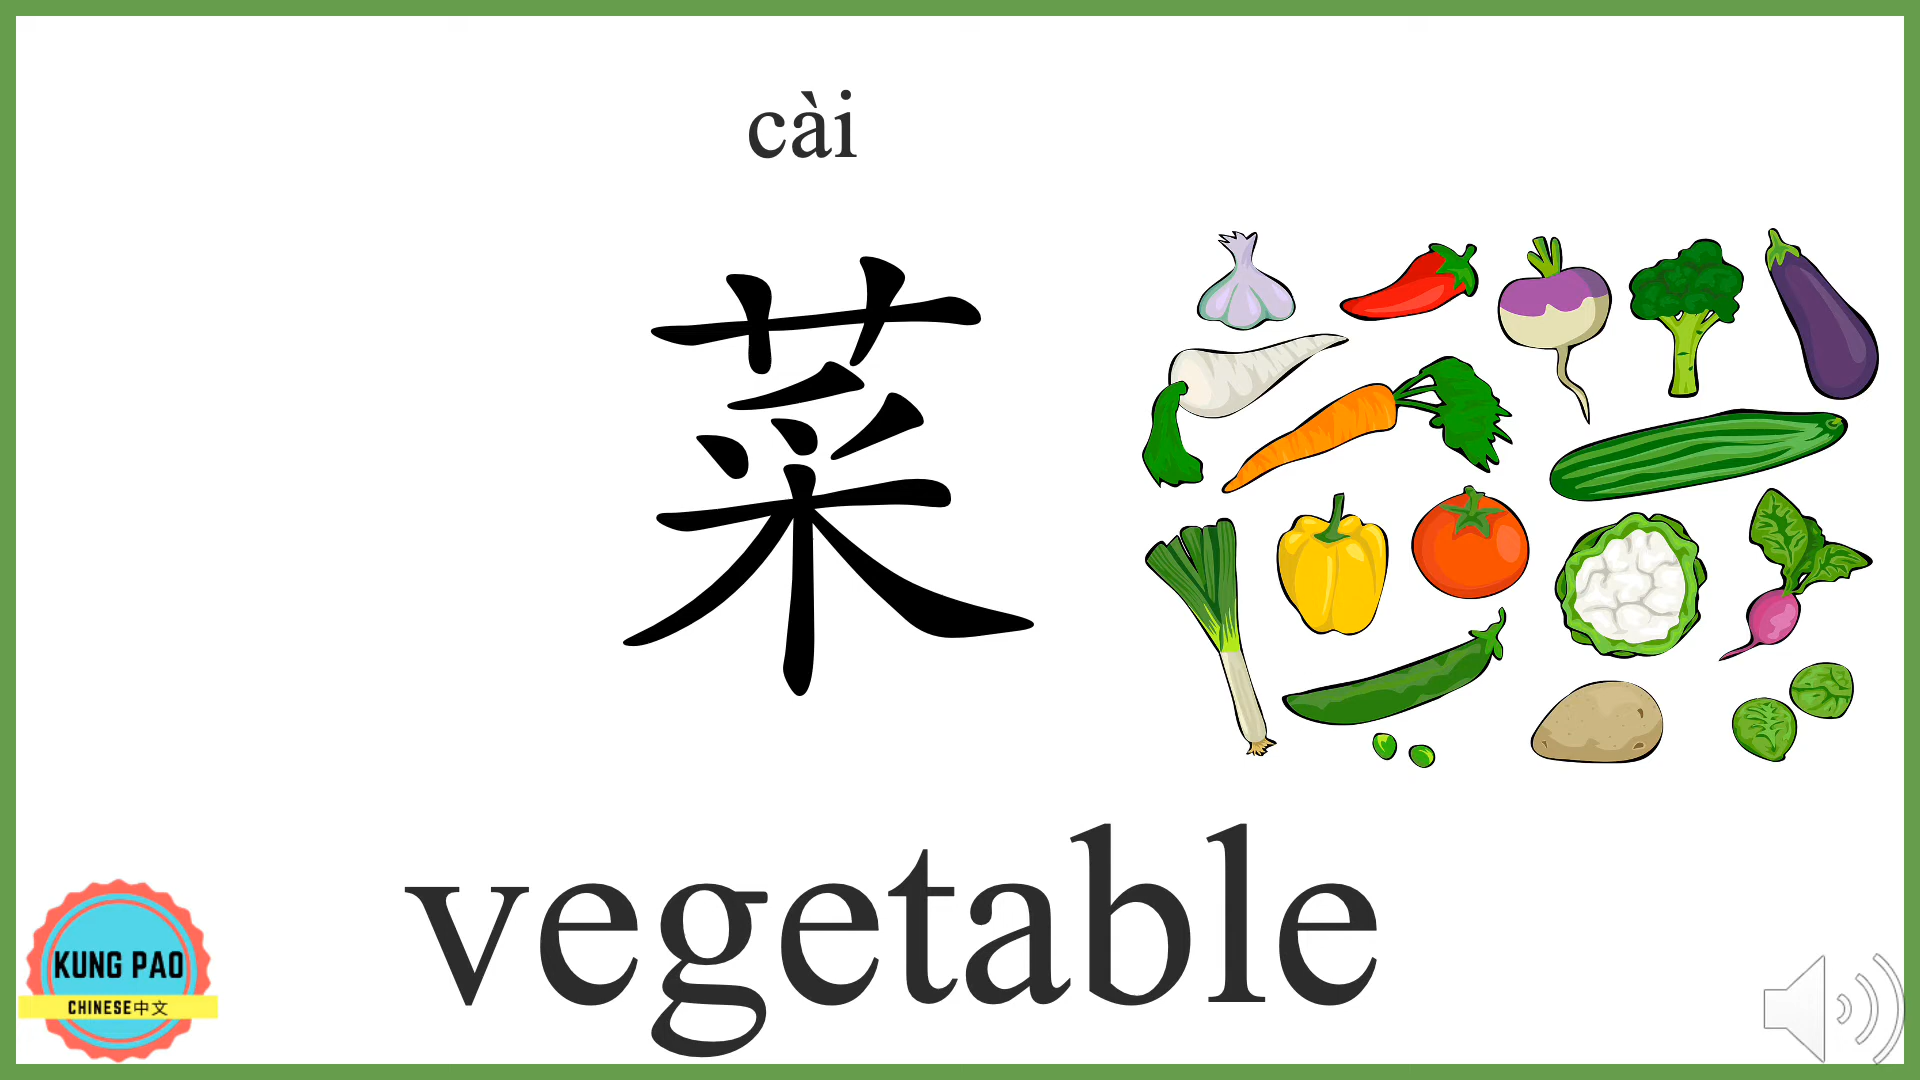 cài
菜
vegetable
KUNG PAO
CHINESE中文